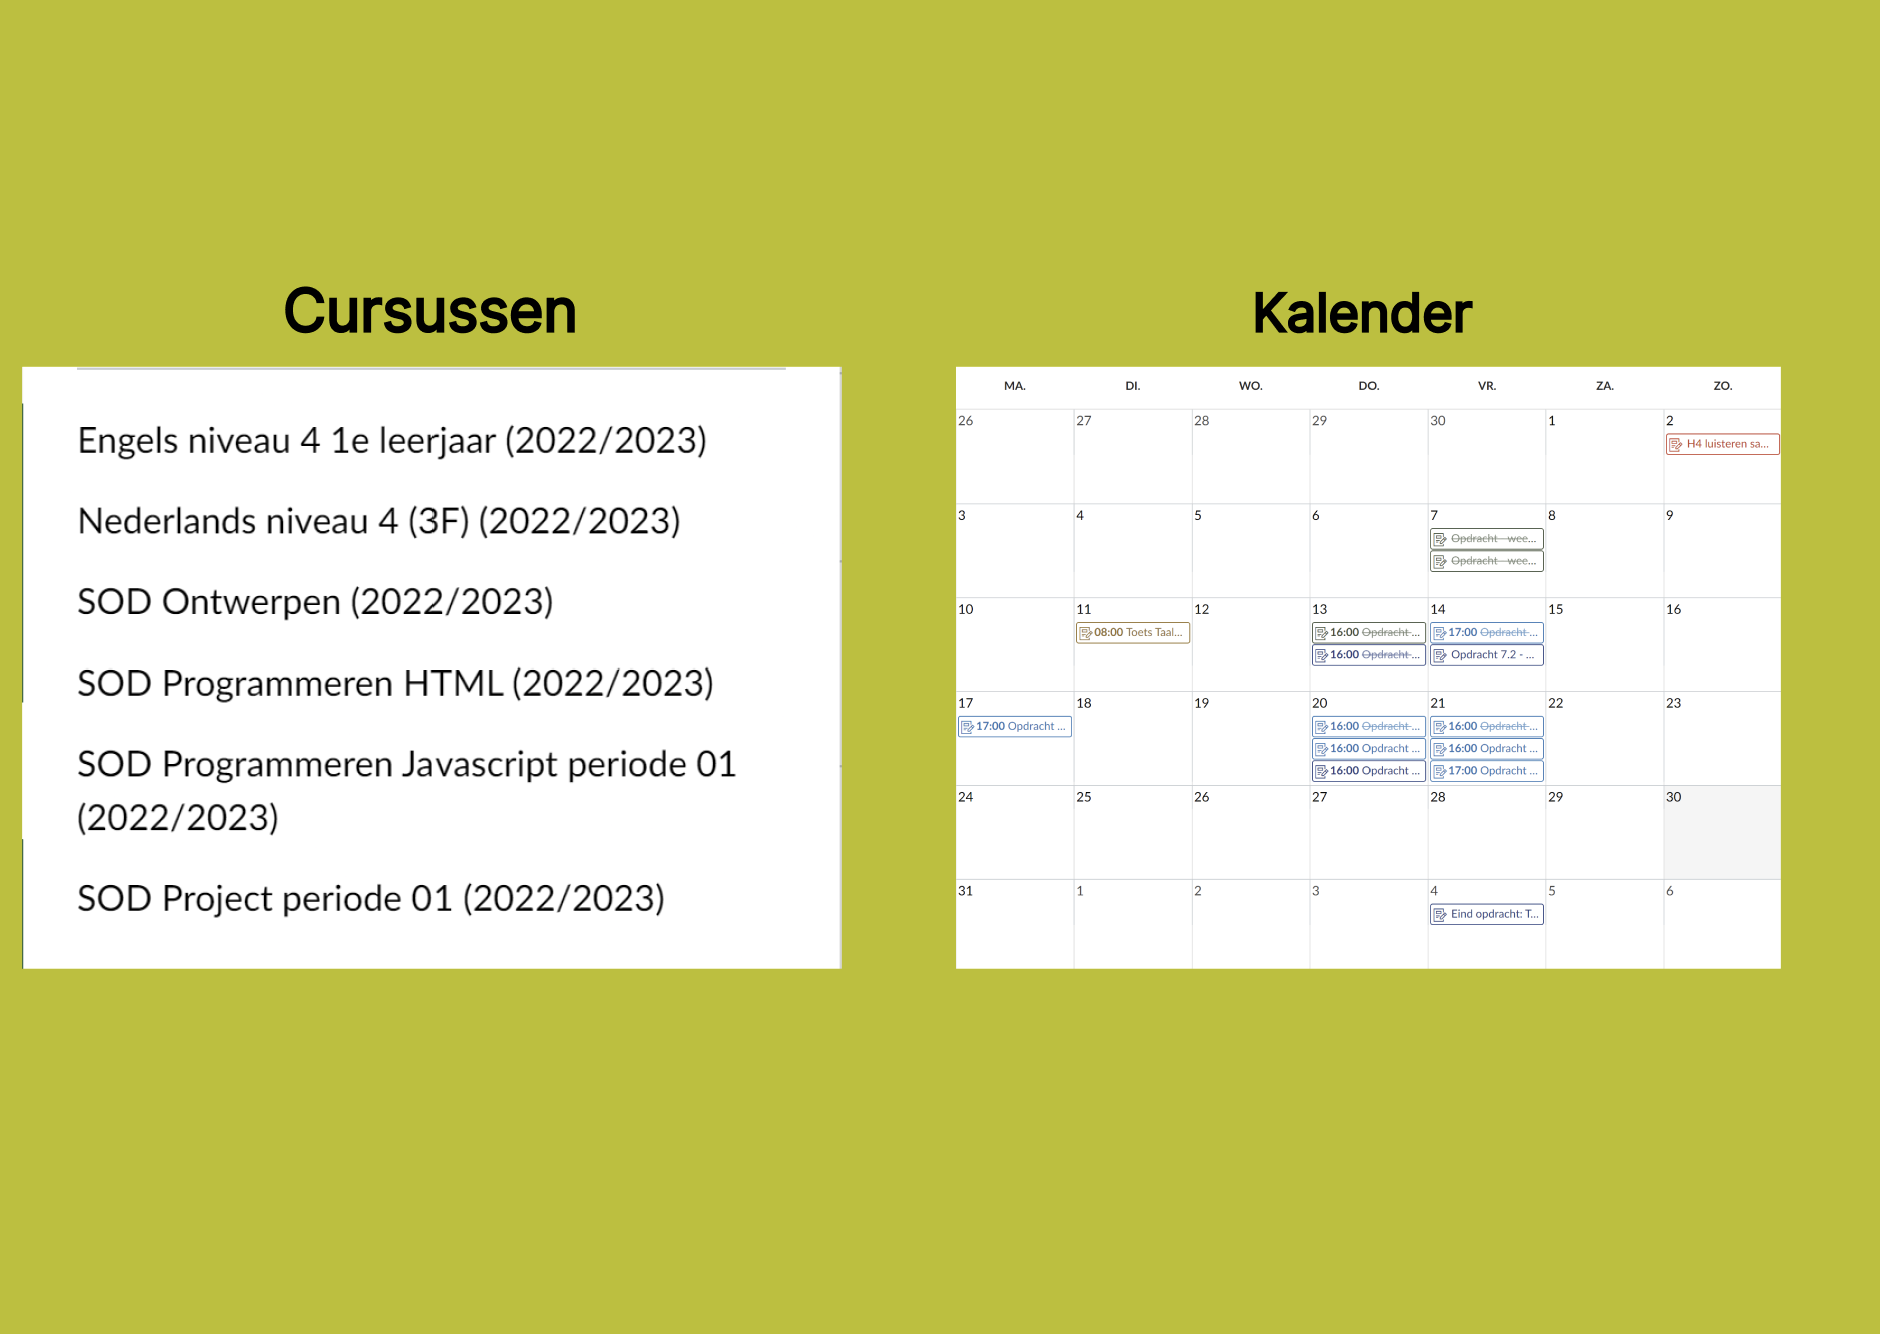 Cursussen
Engels niveau 4 1e leerjaar (2022/2023)
Nederlands niveau 4 (3F) (2022/2023)
SOD Ontwerpen (2022/2023)
SOD Programmeren HTML (2022/2023)
SOD Programmeren Javascript periode 01
(2022/2023)
SOD Project periode 01 (2022/2023)
Kalender
MA. DI. WO. DO. VR. ZA. ZO.
26 27 28 29 30 1 2
H4 luisteren sa...
3 4 5 6 7 8 9
Opdracht - wee...
Opdracht - wee...
10 11 12 13 14 15 16
08:00 Toets Taal... 16:00 Opdracht ... 17:00 Opdracht ...
16:00 Opdracht ... Opdracht 7.2 - ...
17 18 19 20 21 22 23
17:00 Opdracht ... 16:00 Opdracht ... 16:00 Opdracht ...
16:00 Opdracht ... 16:00 Opdracht ...
16:00 Opdracht ... 17:00 Opdracht ...
24 25 26 27 28 29 30
31 1 2 3 4 5 6
Eind opdracht: T...